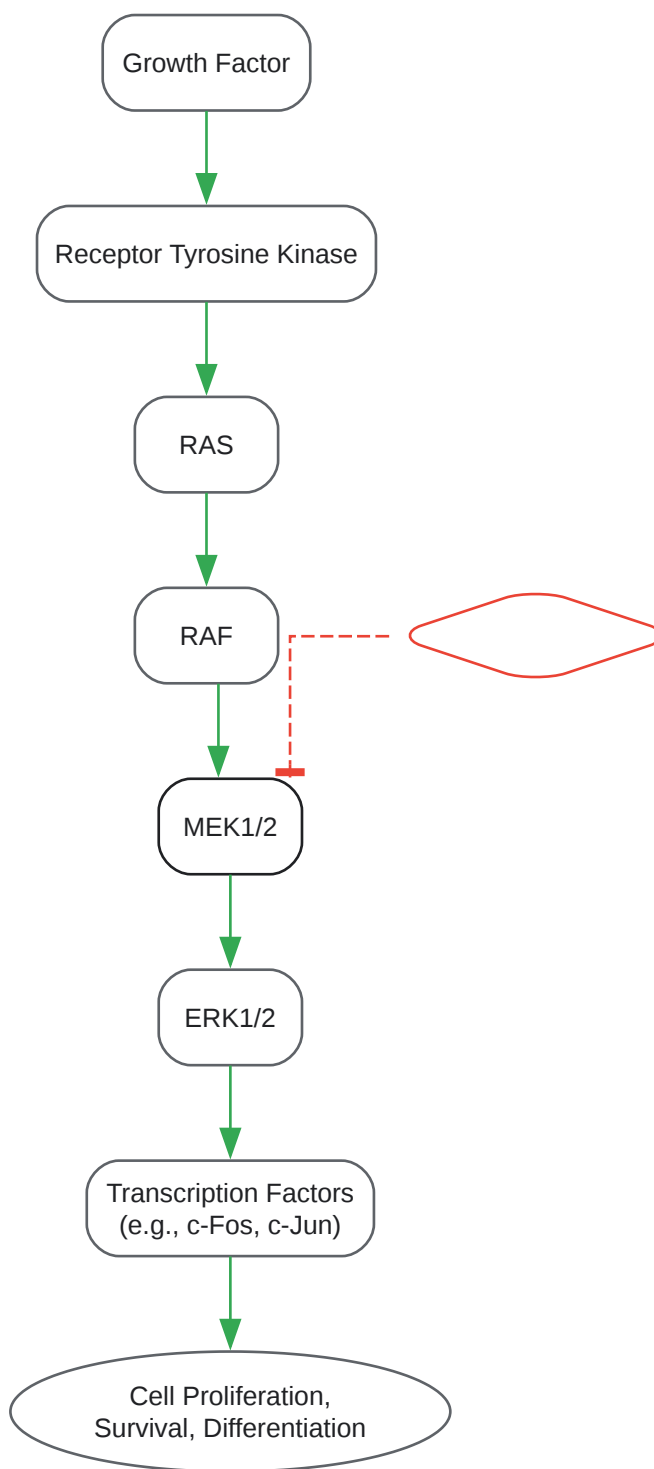 Growth Factor
Receptor Tyrosine Kinase
RAS
RAF
MEK1/2
ERK1/2
Transcription Factors
(e.g., c-Fos, c-Jun)
Cell Proliferation,
Survival, Differentiation